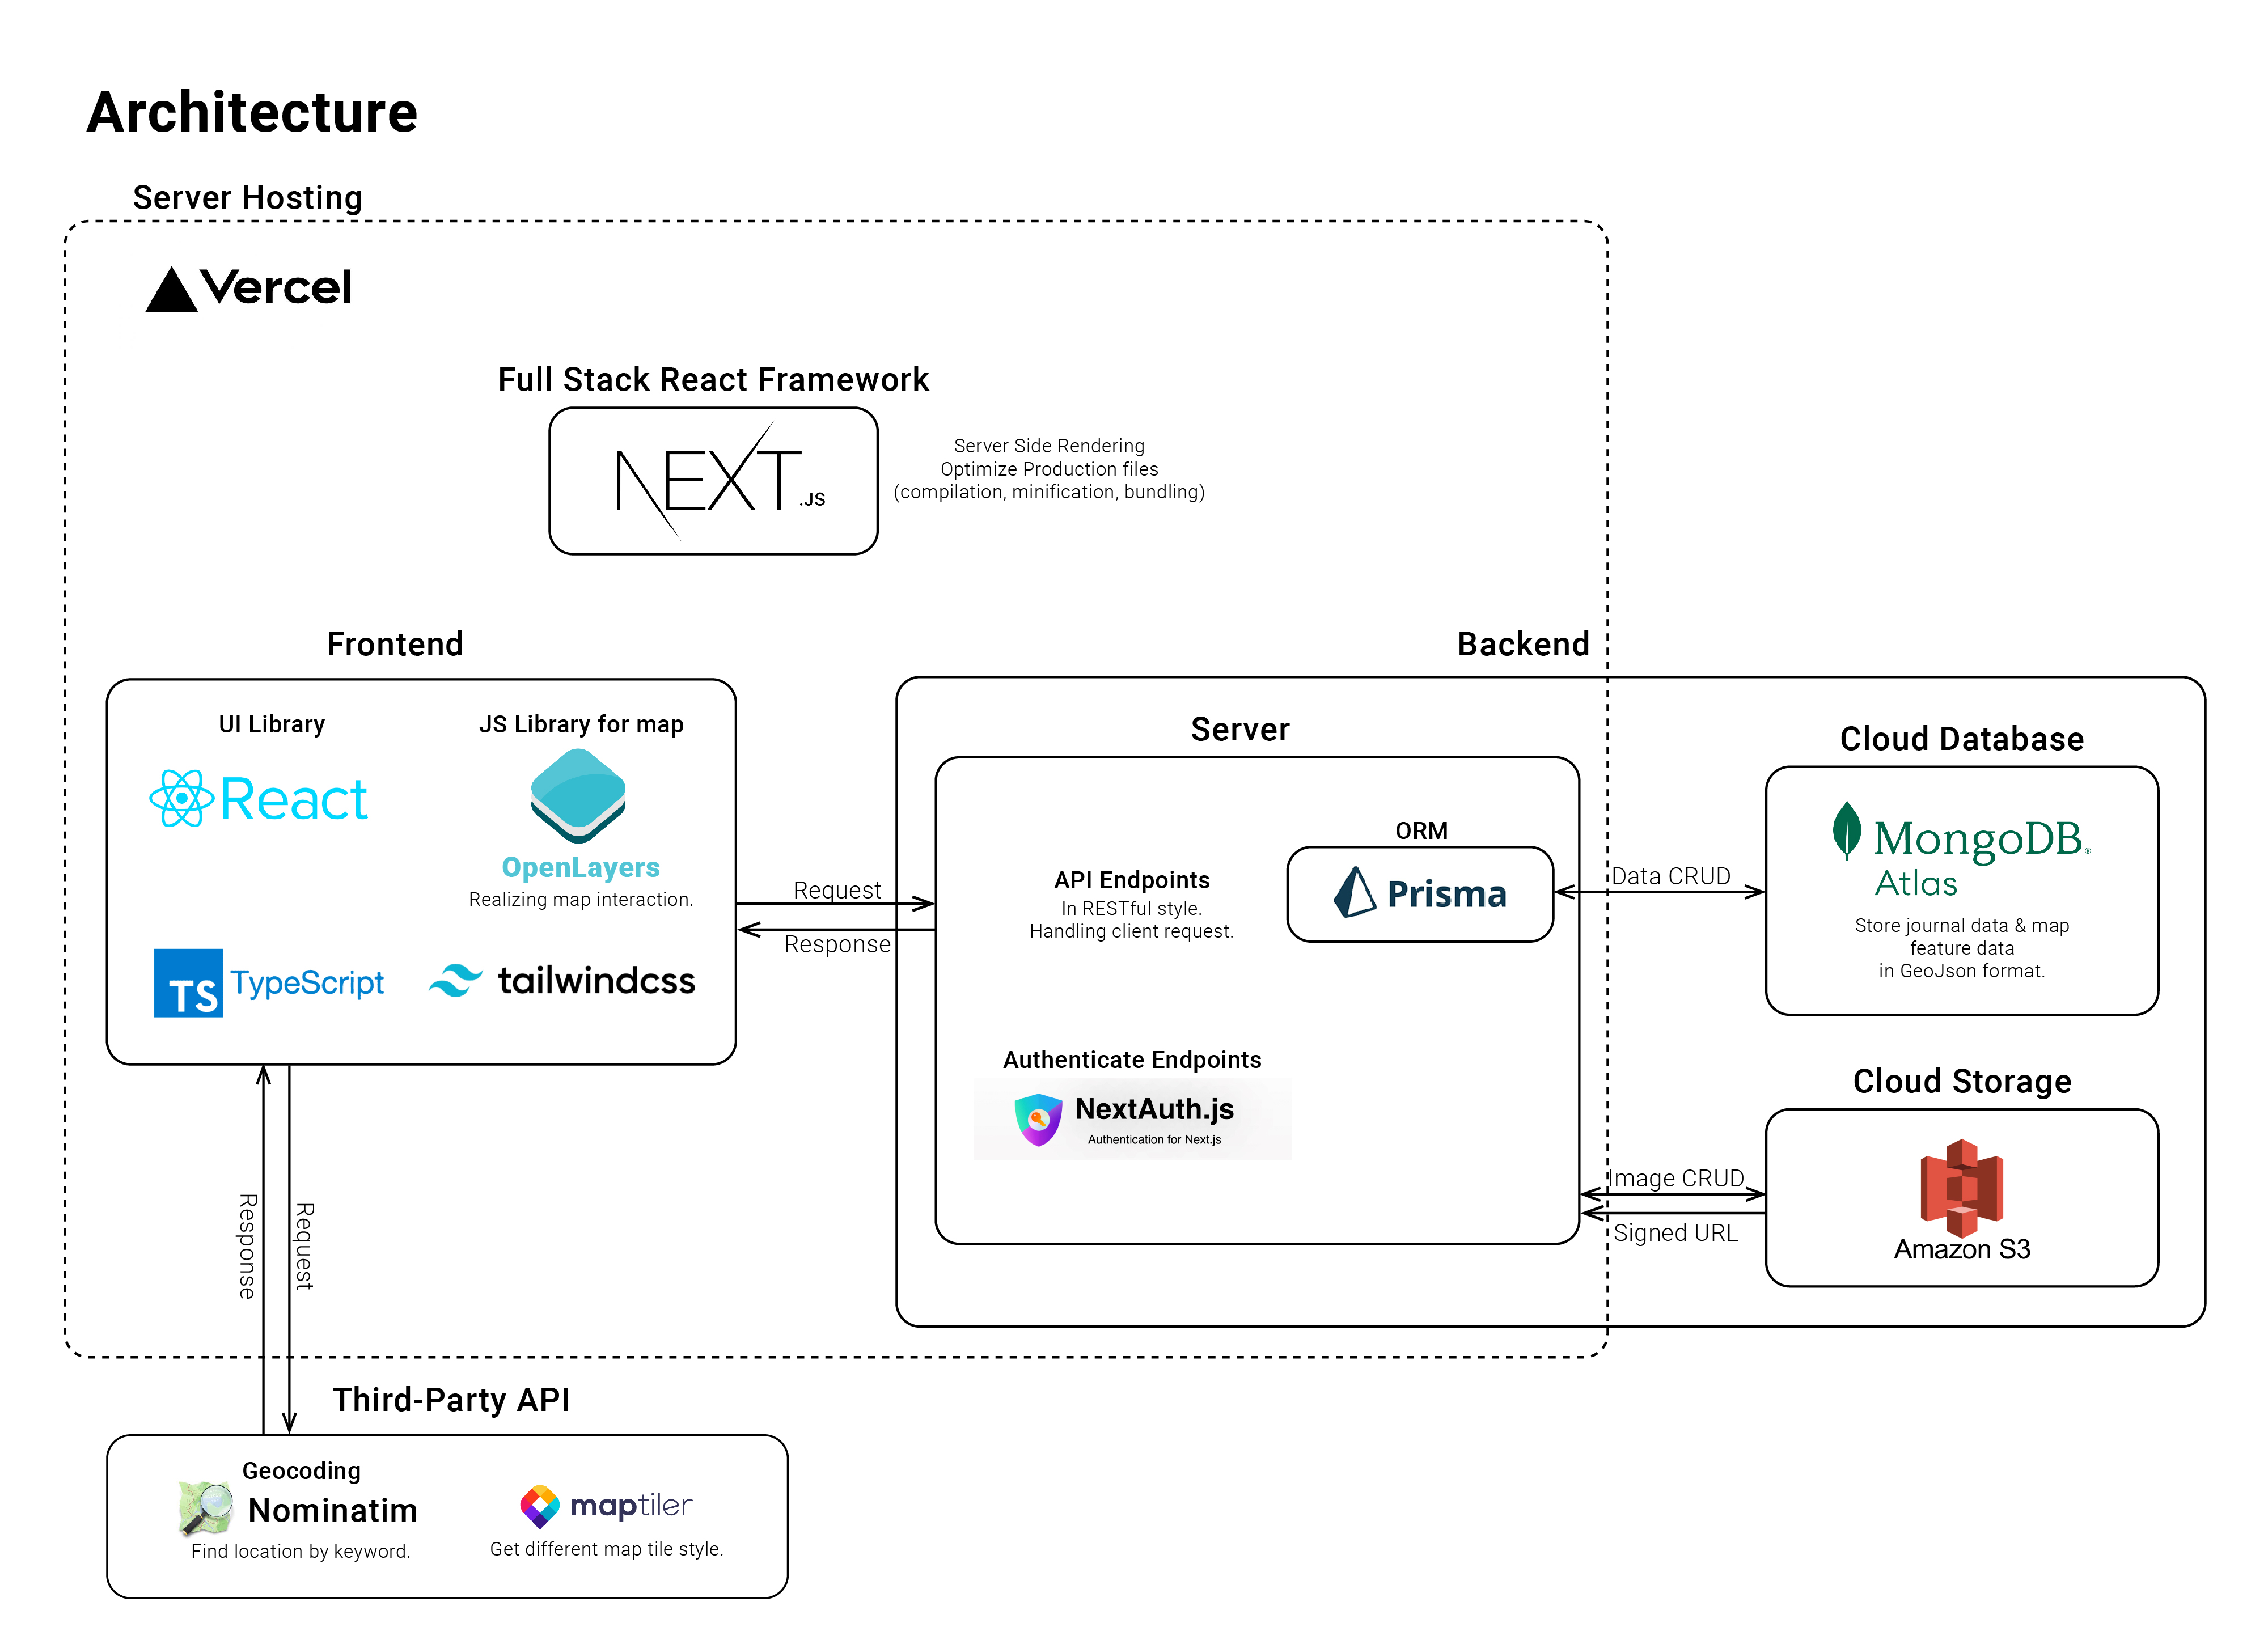 Architecture
Server Hosting
Vercel
Full Stack React Framework
NEXT.JS
Server Side Rendering
Optimize Production files
(compilation, minification, bundling)
Frontend
UI Library
React
JS Library for map
OpenLayers
Realizing map interaction.
TS TypeScript
tailwindcss
Request
Response
Backend
Server
API Endpoints
In RESTful style.
Handling client request.
ORM
Prisma
Authenticate Endpoints
NextAuth.js
Authentication for Next.js
Data CRUD
Image CRUD
Signed URL
Cloud Database
MongoDB®
Atlas
Store journal data & map
feature data
in GeoJson format.
Cloud Storage
Amazon S3
Response
Request
Third-Party API
Geocoding
Nominatim
Find location by keyword.
maptiler
Get different map tile style.